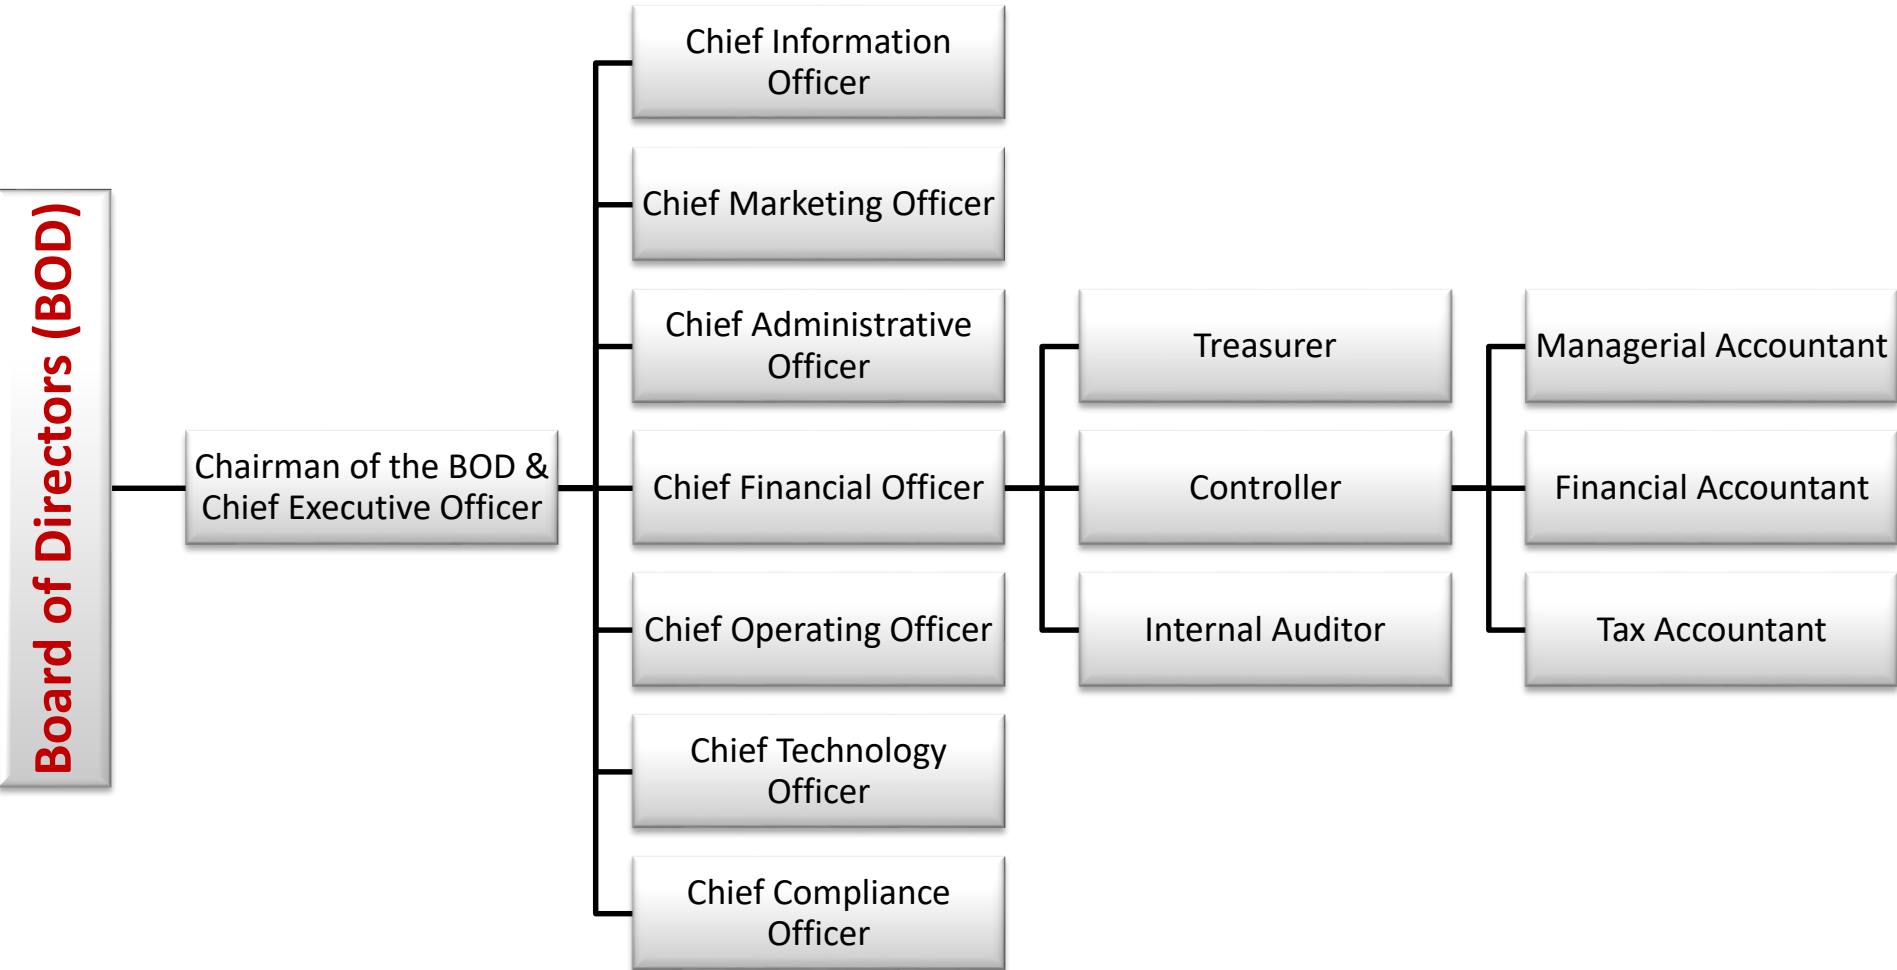 Board of Directors (BOD)
Chairman of the BOD &
Chief Executive Officer
Chief Information
Officer
Chief Marketing Officer
Chief Administrative
Officer
Chief Financial Officer
Chief Operating Officer
Chief Technology
Officer
Chief Compliance
Officer
Treasurer
Controller
Internal Auditor
Managerial Accountant
Financial Accountant
Tax Accountant